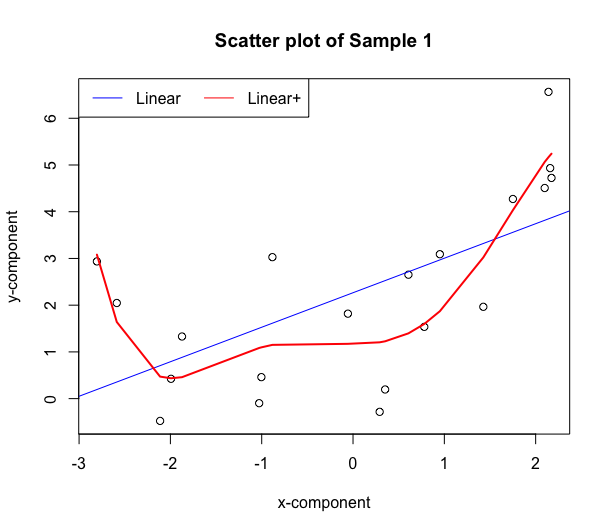 Scatter plot of Sample 1
Linear Linear+
y-component
6
5
4
3
2
1
0
-3 -2 -1 0 1 2
x-component